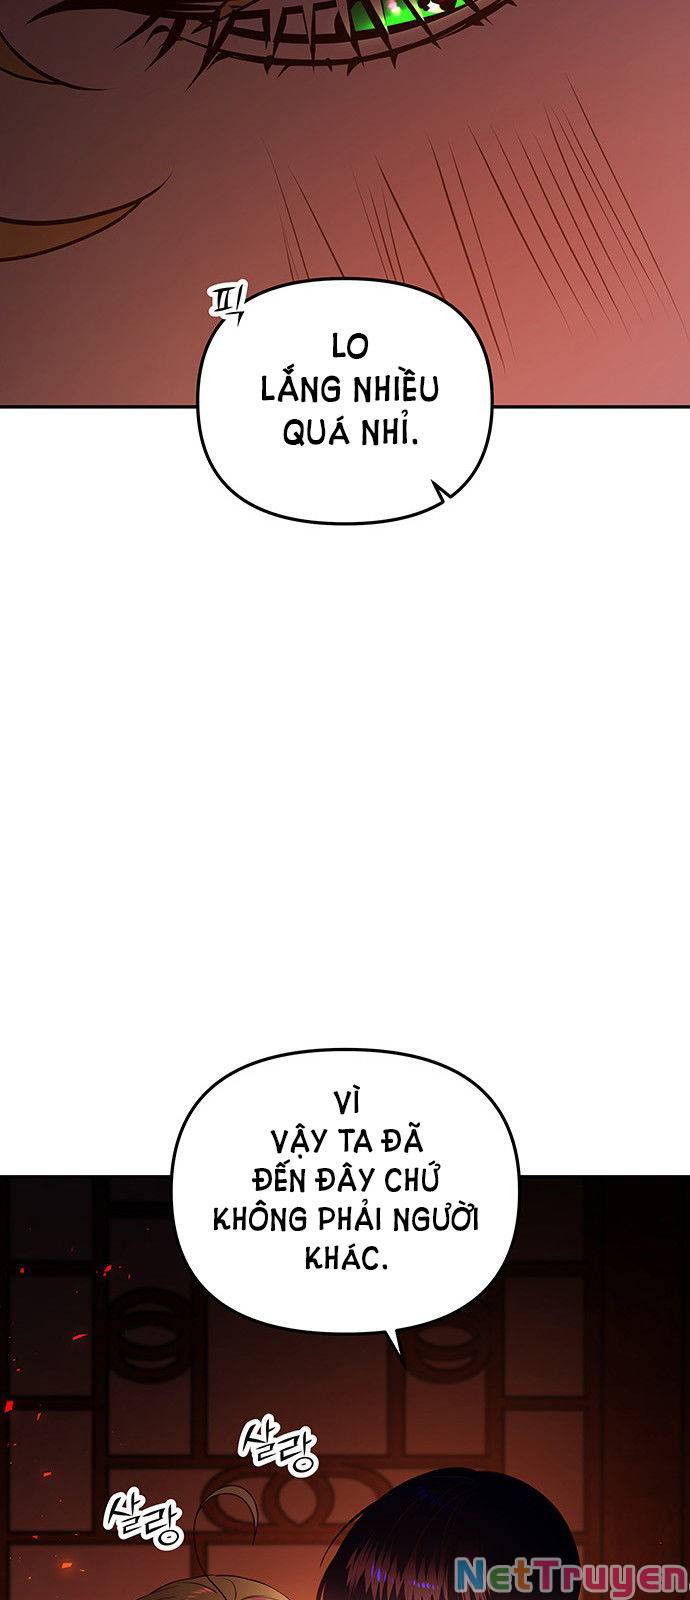 피
LO
LẮNG NHIỀU
QUÁ NHỈ.
VÌ
VẬY TA ĐÃ
ĐẾN ĐÂY CHỨ
KHÔNG PHẢI NGƯỜI
KHÁC.
살랑
살랑
NetTruyen